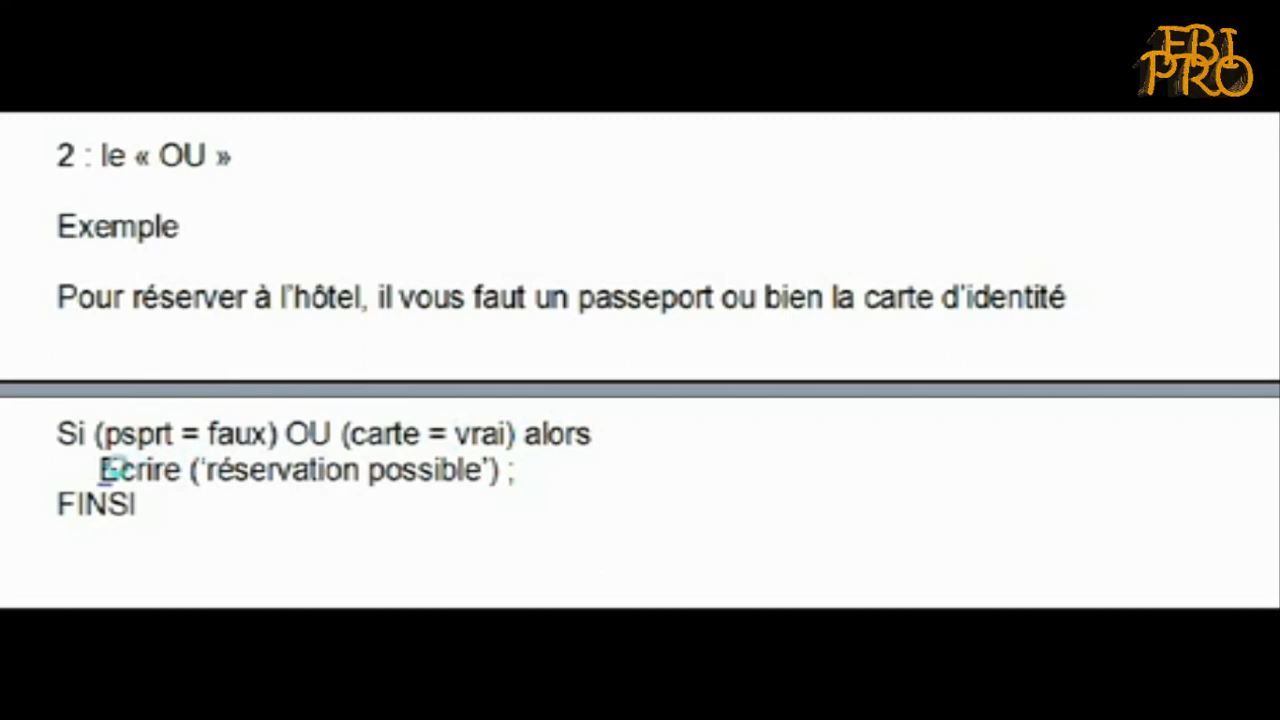 FBI
PRO
2 : le « OU »
Exemple
Pour réserver à l'hôtel, il vous faut un passeport ou bien la carte d'identité
Si (psprt = faux) OU (carte = vrai) alors
Ecrire (‘réservation possible’) ;
FINSI